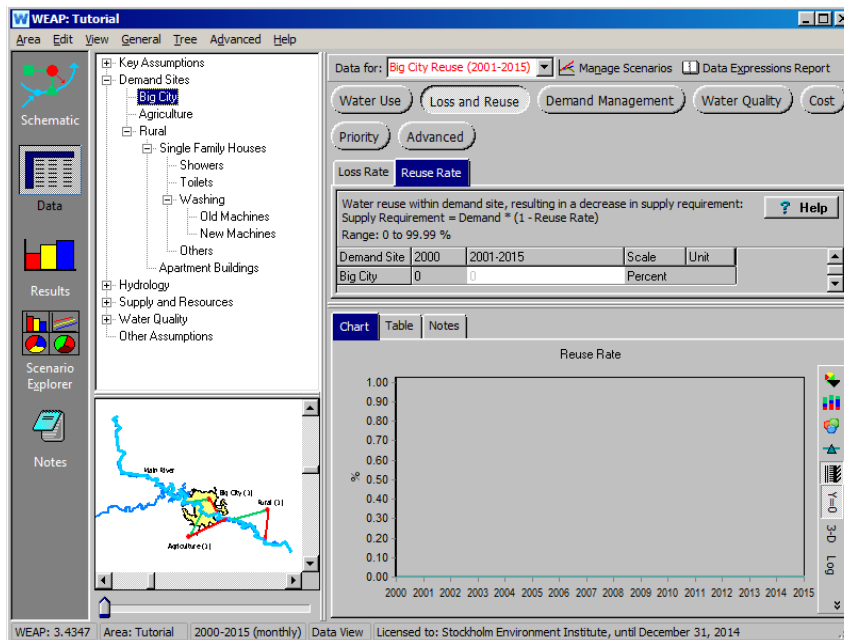 WEAP: Tutorial
Area Edit View General Tree Advanced Help
Schematic
Data
Results
Scenario
Explorer
Notes
Key Assumptions
Demand Sites
Big City
Agriculture
Rural
Single Family Houses
Showers
Toilets
Washing
Old Machines
New Machines
Others
Apartment Buildings
Hydrology
Supply and Resources
Water Quality
Other Assumptions
Main River
Big City (1)
Rural (1)
Agriculture (1)
Data for: Big City Reuse (2001-2015) Manage Scenarios Data Expressions Report
Water Use Loss and Reuse Demand Management Water Quality Cost
Priority Advanced
Loss Rate Reuse Rate
Water reuse within demand site, resulting in a decrease in supply requirement:
Supply Requirement = Demand * (1 - Reuse Rate)
Range: 0 to 99.99 %
? Help
Demand Site 2000 2001-2015 Scale Unit
Big City 0 0 Percent
Chart Table Notes
Reuse Rate
1.00
0.90
0.80
0.70
0.60
0.50
0.40
0.30
0.20
0.10
0.00
%
2000 2001 2002 2003 2004 2005 2006 2007 2008 2009 2010 2011 2012 2013 2014 2015
Y=0
3-D
Log
WEAP: 3.4347 Area: Tutorial 2000-2015 (monthly) Data View Licensed to: Stockholm Environment Institute, until December 31, 2014